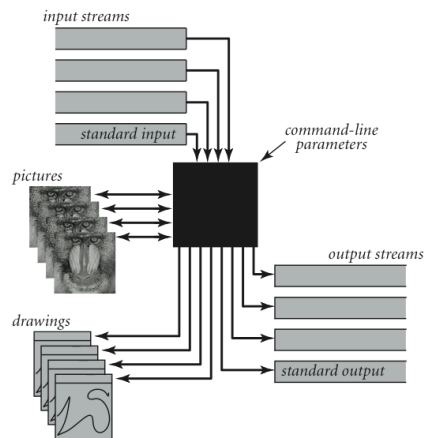 input streams
standard input
command-line
parameters
pictures
output streams
drawings
standard output